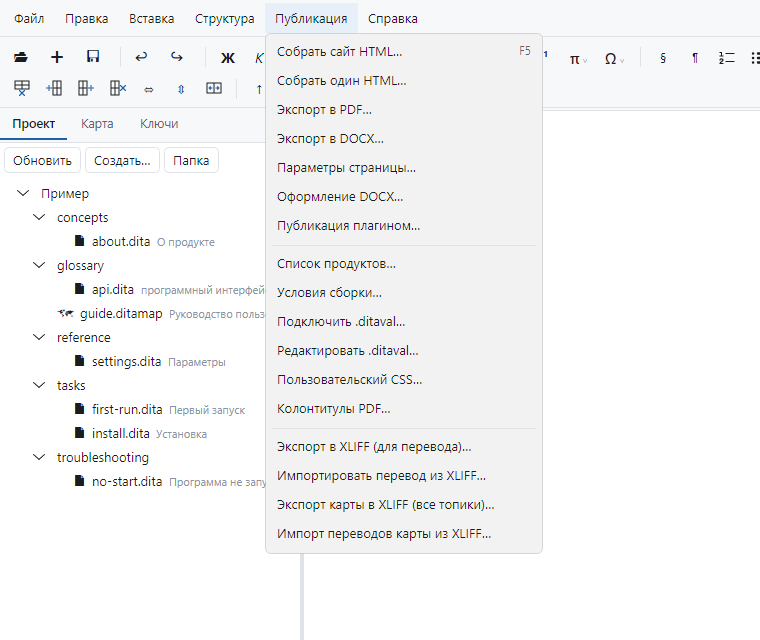 Файл Правка Вставка Структура Публикация Справка
Ж К 1 π Ω § ¶
Проект Карта Ключи
Обновить Создать... Папка
Пример
concepts
about.dita О продукте
glossary
api.dita программный интерфей
guide.ditamap Руководство польз
reference
settings.dita Параметры
tasks
first-run.dita Первый запуск
install.dita Установка
troubleshooting
no-start.dita Программа не запу
Собрать сайт HTML... F5
Собрать один HTML...
Экспорт в PDF...
Экспорт в DOCX...
Параметры страницы...
Оформление DOCX...
Публикация плагином...
Список продуктов...
Условия сборки...
Подключить .ditaval...
Редактировать .ditaval...
Пользовательский CSS...
Колонтитулы PDF...
Экспорт в XLIFF (для перевода)...
Импортировать перевод из XLIFF...
Экспорт карты в XLIFF (все топики)...
Импорт переводов карты из XLIFF...